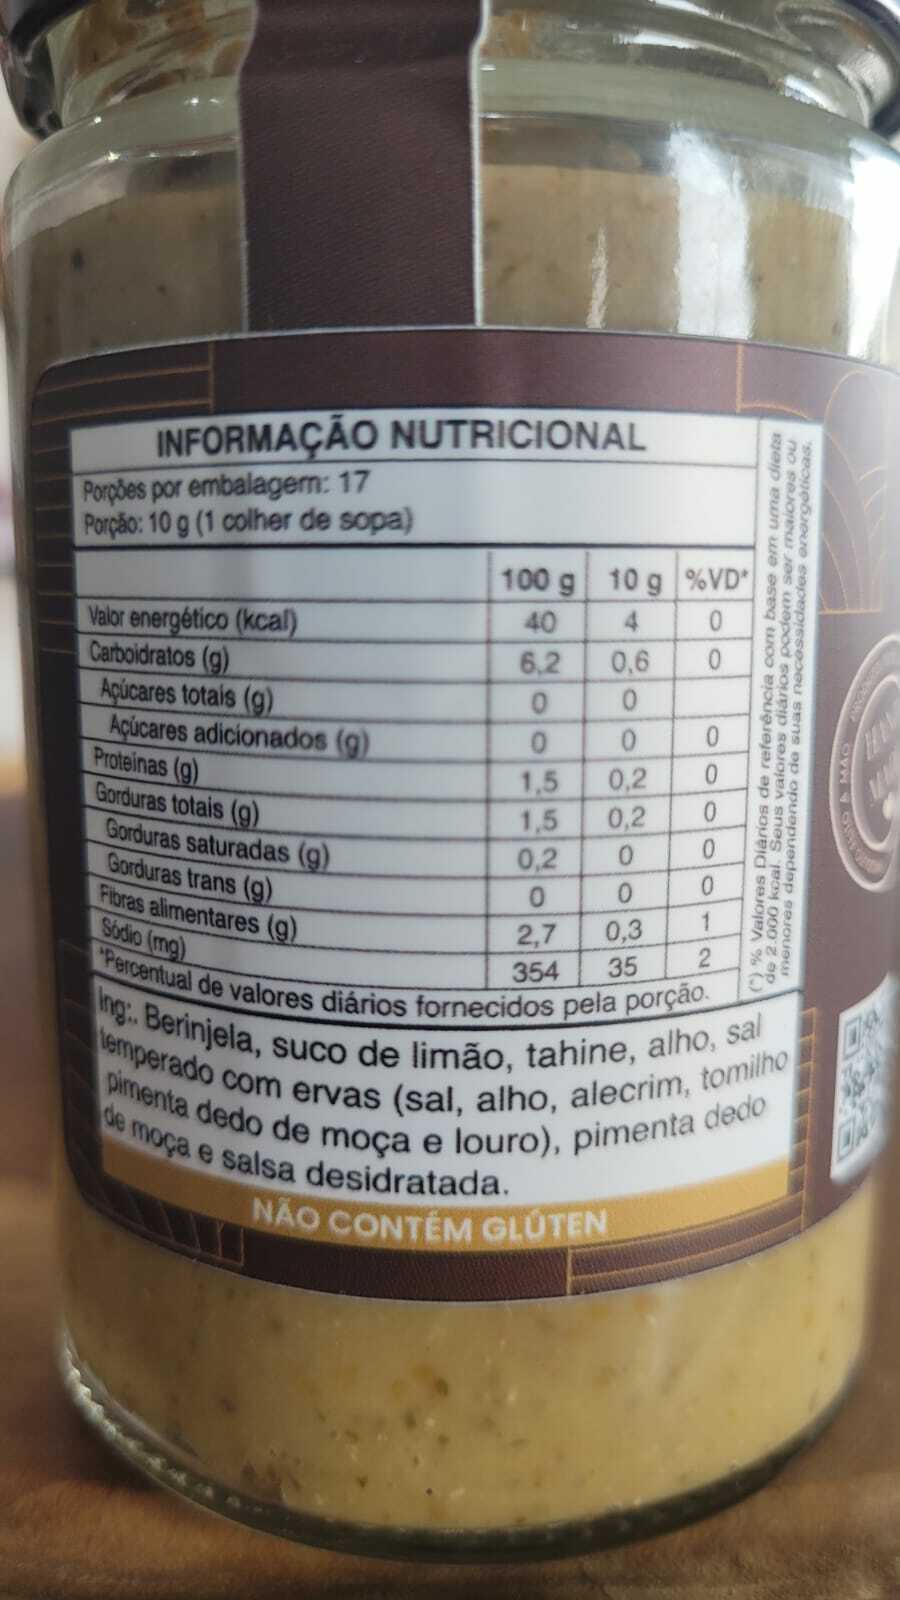 INFORMAÇÃO NUTRICIONAL
Porções por embalagem: 17
Porção: 10 g (1 colher de sopa)
100 g 10 g %VD*
Valor energético (kcal) 40 4 0
Carboidratos (g) 6,2 0,6 0
Açúcares totais (g) 0 0
Açúcares adicionados (g) 0 0 0
Proteínas (g) 1,5 0,2 0
Gorduras totais (g) 1,5 0,2 0
Gorduras saturadas (g) 0,2 0 0
Gorduras trans (g) 0 0 0
Fibras alimentares (g) 2,7 0,3 1
Sódio (mg) 354 35 2
*Percentual de valores diários fornecidos pela porção.
(*) % Valores Diários de referência com base em uma dieta
de 2.000 kcal. Seus valores diários podem ser maiores ou
menores dependendo de suas necessidades energéticas.
Ing:. Berinjela, suco de limão, tahine, alho, sal
temperado com ervas (sal, alho, alecrim, tomilho
pimenta dedo de moça e louro), pimenta dedo
de moça e salsa desidratada.
NÃO CONTÉM GLÚTEN